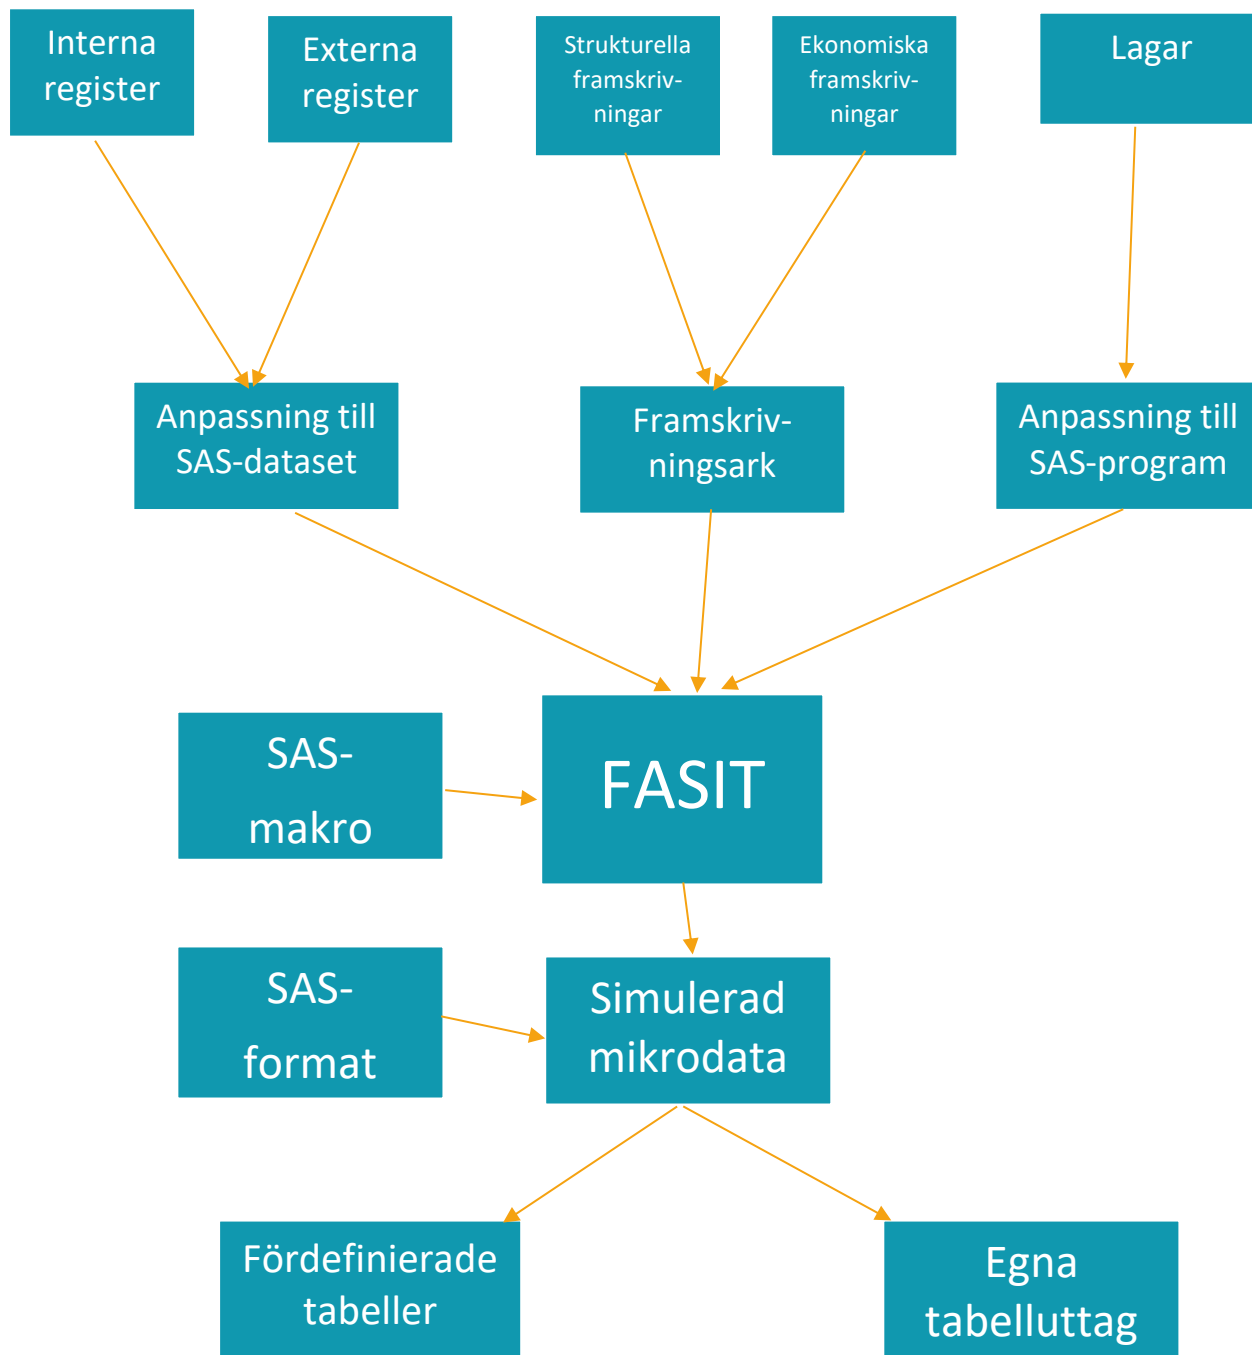 Interna
register
Externa
register
Strukturella
framskriv-
ningar
Ekonomiska
framskriv-
ningar
Lagar
Anpassning till
SAS-dataset
Framskriv-
ningsark
Anpassning till
SAS-program
SAS-
makro
FASIT
SAS-
format
Simulerad
mikrodata
Fördefinierade
tabeller
Egna
tabelluttag